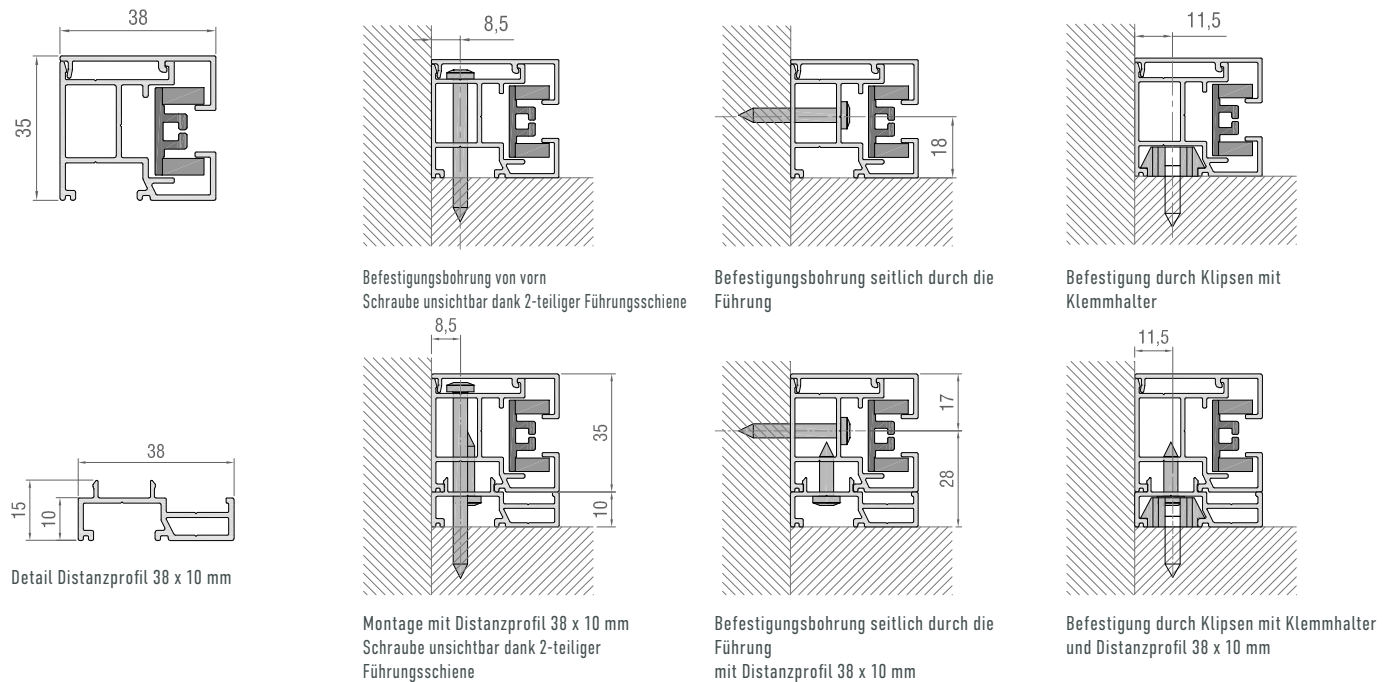 38
35
8,5
Befestigungsbohrung von vorn
Schraube unsichtbar dank 2-teiliger Führungsschiene
18
Befestigungsbohrung seitlich durch die
Führung
11,5
Befestigung durch Klipsen mit
Klemmhalter
38
15
10
Detail Distanzprofil 38 x 10 mm
8,5
35
10
Montage mit Distanzprofil 38 x 10 mm
Schraube unsichtbar dank 2-teiliger
Führungsschiene
17
28
Befestigungsbohrung seitlich durch die
Führung
mit Distanzprofil 38 x 10 mm
11,5
Befestigung durch Klipsen mit Klemmhalter
und Distanzprofil 38 x 10 mm